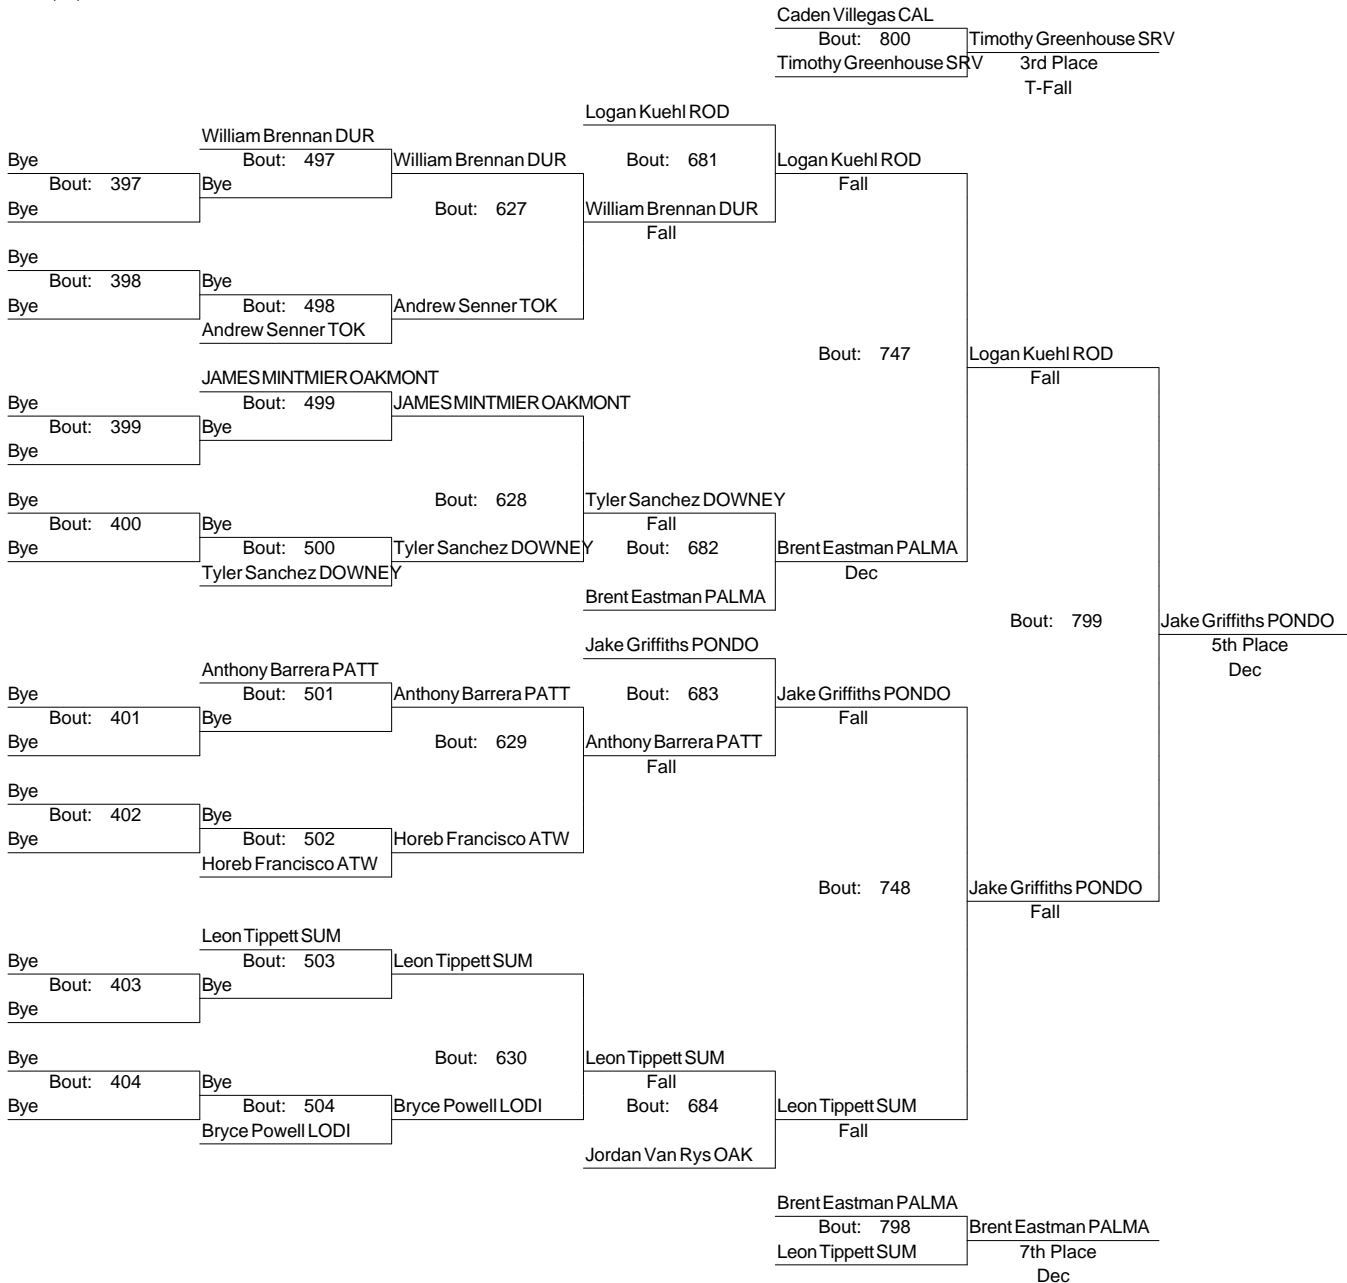 Caden Villegas CAL
Bout: 800 Timothy Greenhouse SRV
Timothy Greenhouse SRV 3rd Place
T-Fall
Logan Kuehl ROD
William Brennan DUR
Bye Bout: 497 William Brennan DUR Bout: 681 Logan Kuehl ROD
Bout: 397 Bye Fall
Bye Bout: 627 William Brennan DUR
Fall
Bye
Bout: 398 Bye
Bye Bout: 498 Andrew Senner TOK
Andrew Senner TOK
Bout: 747 Logan Kuehl ROD
JAMES MINTMIER OAKMONT Fall
Bye Bout: 499 JAMES MINTMIER OAKMONT
Bout: 399 Bye
Bye
Bye Bout: 628 Tyler Sanchez DOWNEY
Bout: 400 Bye Fall
Bye Bout: 500 Tyler Sanchez DOWNEY Bout: 682 Brent Eastman PALMA
Tyler Sanchez DOWNEY Dec
Brent Eastman PALMA
Bout: 799 Jake Griffiths PONDO
Jake Griffiths PONDO 5th Place
Anthony Barrera PATT Dec
Bye Bout: 501 Anthony Barrera PATT Bout: 683 Jake Griffiths PONDO
Bout: 401 Bye Fall
Bye Bout: 629 Anthony Barrera PATT
Fall
Bye
Bout: 402 Bye
Bye Bout: 502 Horeb Francisco ATW
Horeb Francisco ATW
Bout: 748 Jake Griffiths PONDO
Fall
Leon Tippett SUM
Bye Bout: 503 Leon Tippett SUM
Bout: 403 Bye
Bye
Bye Bout: 630 Leon Tippett SUM
Bout: 404 Bye Fall
Bye Bout: 504 Bryce Powell LODI Bout: 684 Leon Tippett SUM
Bryce Powell LODI Fall
Jordan Van Rys OAK
Brent Eastman PALMA
Bout: 798 Brent Eastman PALMA
Leon Tippett SUM 7th Place
Dec